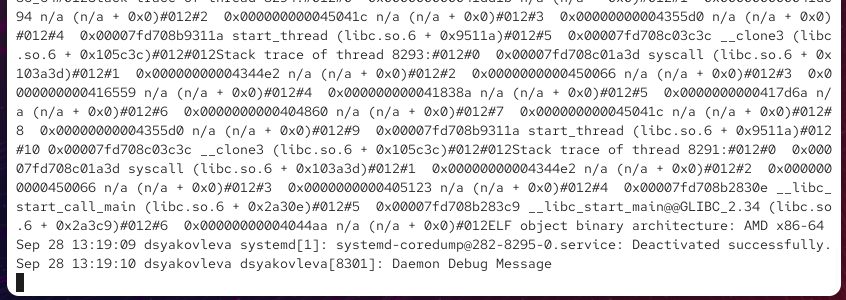 94 n/a (n/a + 0x0)#012#2  0x000000000045041c n/a (n/a + 0x0)#012#3  0x00000000004355d0 n/a (n/a + 0x0)
#012#4  0x00007fd708b9311a start_thread (libc.so.6 + 0x9511a)#012#5  0x00007fd708c03c3c __clone3 (libc
.so.6 + 0x105c3c)#012#012Stack trace of thread 8293:#012#0  0x00007fd708c01a3d syscall (libc.so.6 + 0x
103a3d)#012#1  0x00000000004344e2 n/a (n/a + 0x0)#012#2  0x0000000000450066 n/a (n/a + 0x0)#012#3  0x0
000000000416559 n/a (n/a + 0x0)#012#4  0x000000000041838a n/a (n/a + 0x0)#012#5  0x0000000000417d6a n/
a (n/a + 0x0)#012#6  0x0000000000404860 n/a (n/a + 0x0)#012#7  0x000000000045041c n/a (n/a + 0x0)#012#
8  0x00000000004355d0 n/a (n/a + 0x0)#012#9  0x00007fd708b9311a start_thread (libc.so.6 + 0x9511a)#012
#10 0x00007fd708c03c3c __clone3 (libc.so.6 + 0x105c3c)#012#012Stack trace of thread 8291:#012#0  0x000
07fd708c01a3d syscall (libc.so.6 + 0x103a3d)#012#1  0x00000000004344e2 n/a (n/a + 0x0)#012#2  0x000000
0000450066 n/a (n/a + 0x0)#012#3  0x0000000000405123 n/a (n/a + 0x0)#012#4  0x00007fd708b2830e __libc_
start_call_main (libc.so.6 + 0x2a30e)#012#5  0x00007fd708b283c9 __libc_start_main@@GLIBC_2.34 (libc.so
.6 + 0x2a3c9)#012#6  0x00000000004044aa n/a (n/a + 0x0)#012ELF object binary architecture: AMD x86-64
Sep 28 13:19:09 dsyakovleva systemd[1]: systemd-coredump@282-8295-0.service: Deactivated successfully.
Sep 28 13:19:10 dsyakovleva dsyakovleva[8301]: Daemon Debug Message